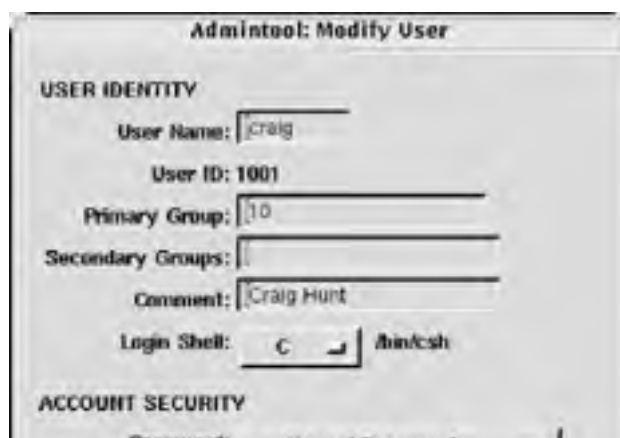 Admintool: Modify User
USER IDENTITY
User Name: craig
User ID: 1001
Primary Group: 10
Secondary Groups:
Comment: Craig Hunt
Login Shell: C /bin/csh
ACCOUNT SECURITY